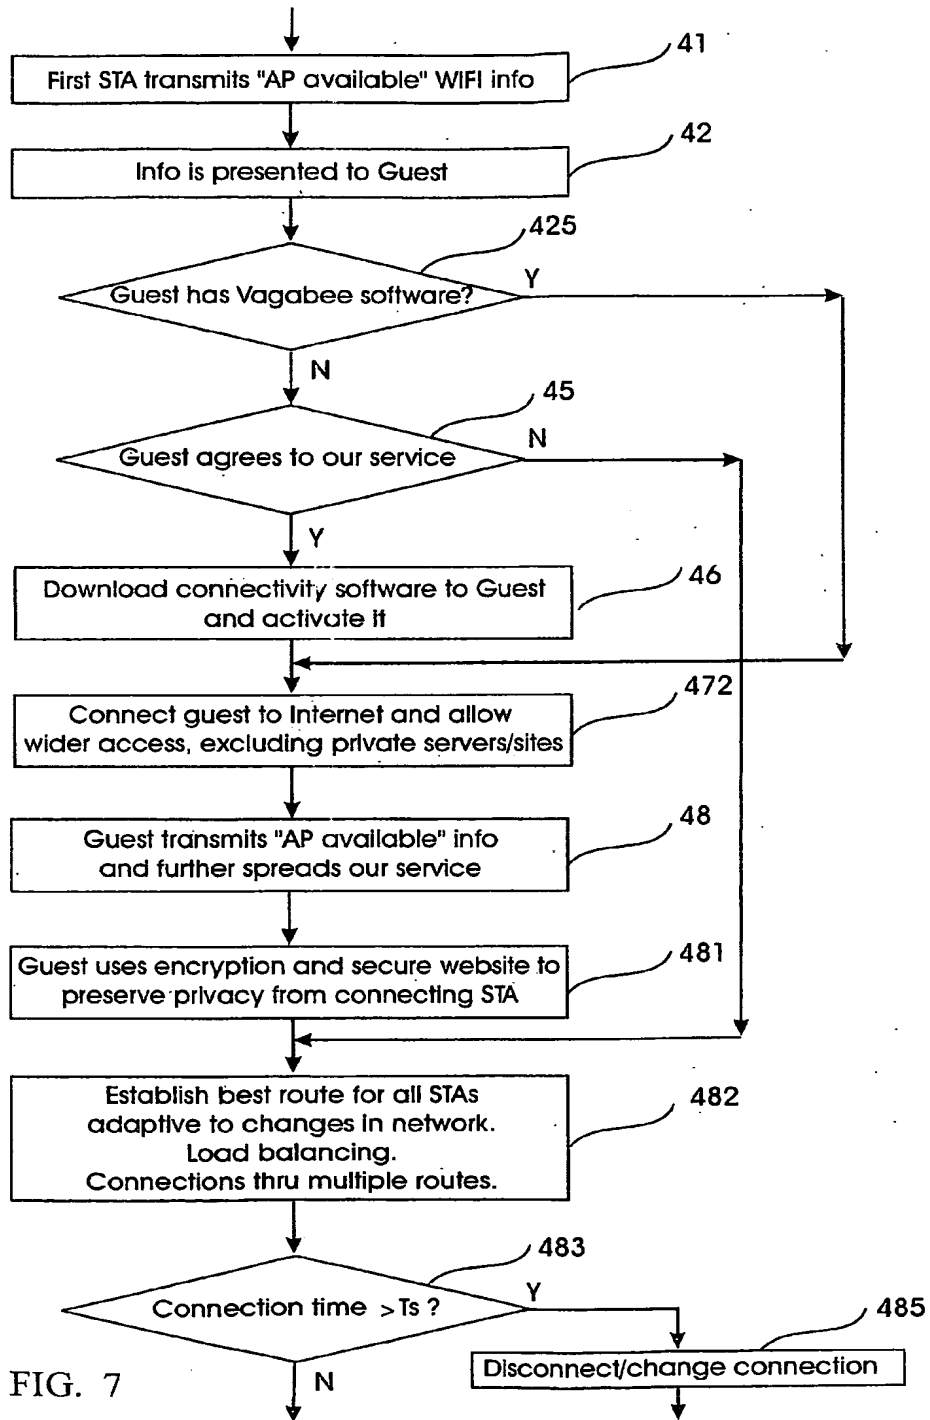 41
First STA transmits "AP available" WIFI info
42
Info is presented to Guest
425
Guest has Vagabee software?
Y
N
45
Guest agrees to our service
N
Y
46
Download connectivity software to Guest
and activate it
472
Connect guest to Internet and allow
wider access, excluding private servers/sites
48
Guest transmits "AP available" info
and further spreads our service
481
Guest uses encryption and secure website to
preserve privacy from connecting STA
482
Establish best route for all STAs
adaptive to changes in network.
Load balancing.
Connections thru multiple routes.
483
Connection time >Ts ?
Y
485
Disconnect/change connection
N
FIG. 7